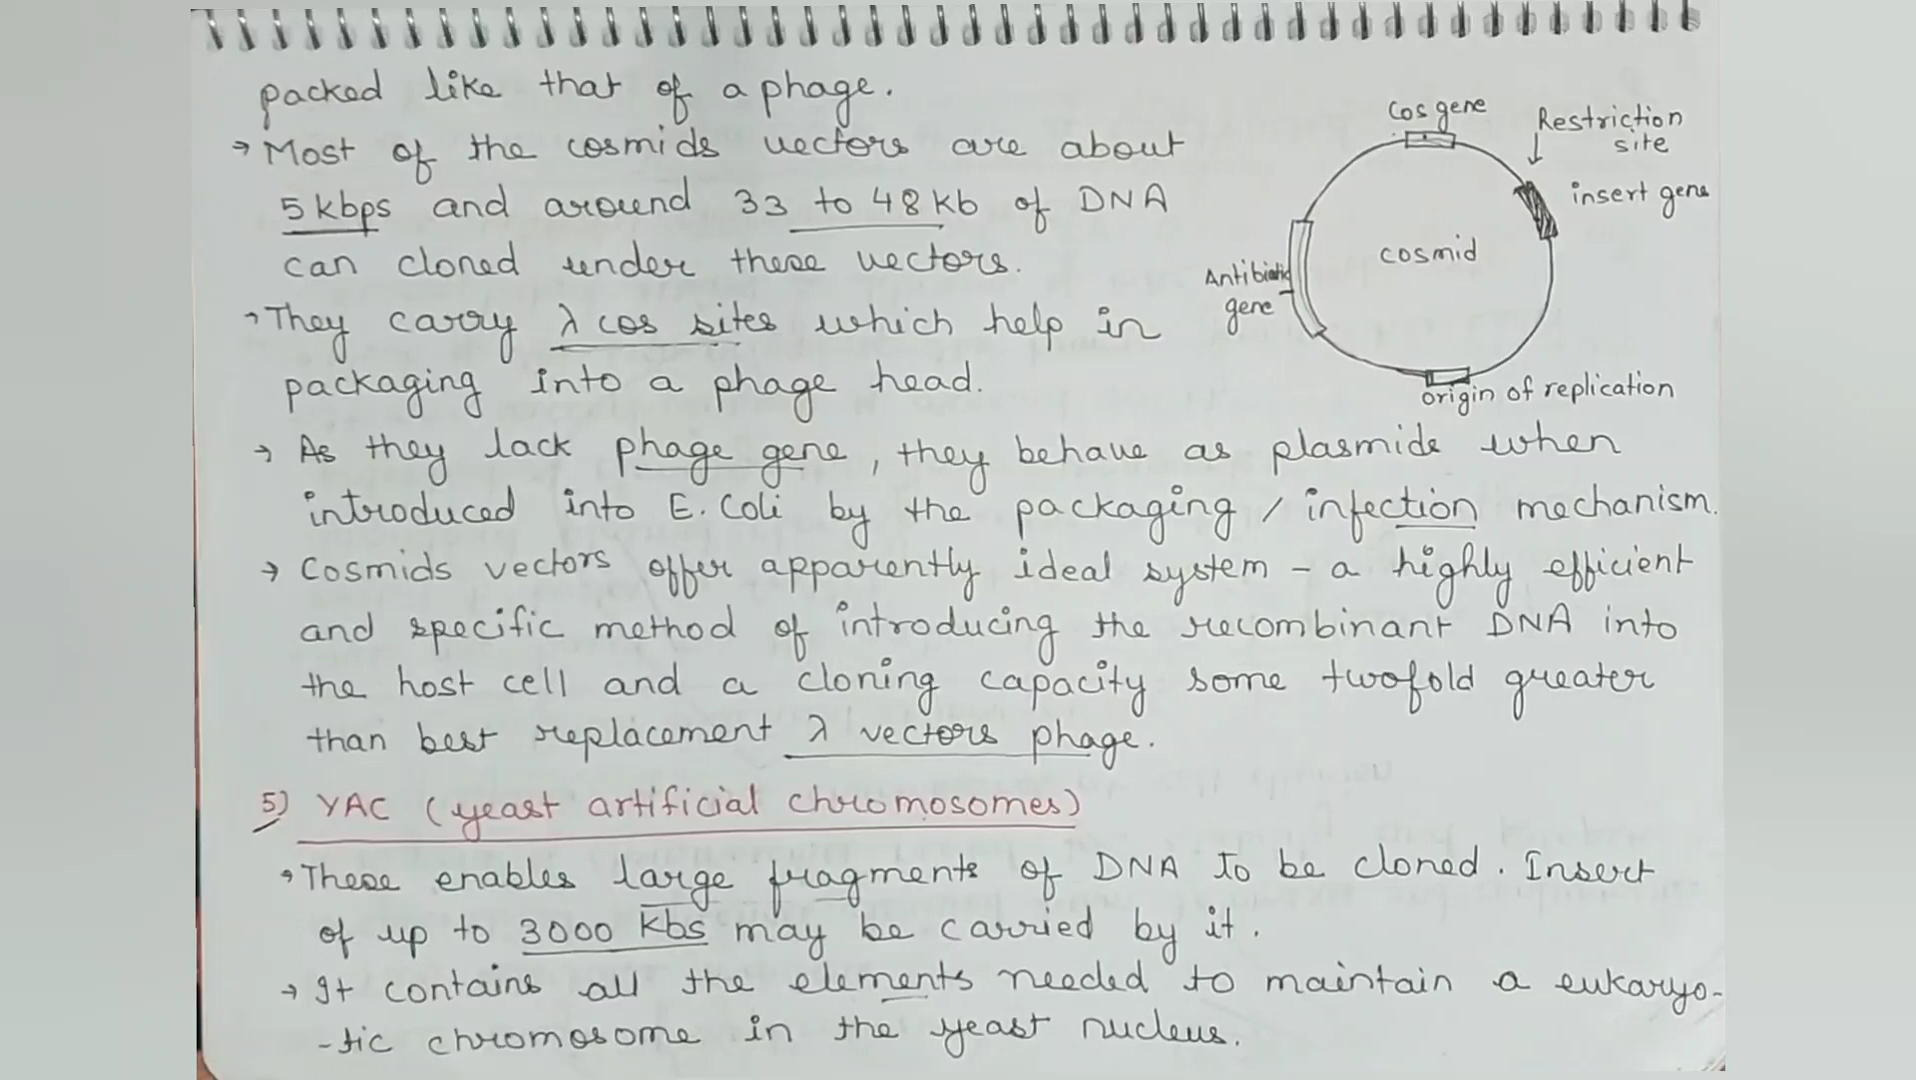 packed like that of a phage.
→ Most of the cosmids vectors are about
5 kbps and around 33 to 48 kb of DNA
can cloned under these vectors.
→ They carry λ cos sites which help in
packaging into a phage head.
cos gene
Restriction
site
insert gene
cosmid
Antibiotic
gene
origin of replication
→ As they lack phage gene, they behave as plasmids when
introduced into E. Coli by the packaging / infection mechanism.
→ Cosmids vectors offer apparently ideal system - a highly efficient
and specific method of introducing the recombinant DNA into
the host cell and a cloning capacity some twofold greater
than best replacement λ vectors phage.
5) YAC (yeast artificial chromosomes)
→ These enables large fragments of DNA to be cloned. Insert
of up to 3000 kbs may be carried by it.
→ It contains all the elements needed to maintain a eukaryo-
-tic chromosome in the yeast nucleus.